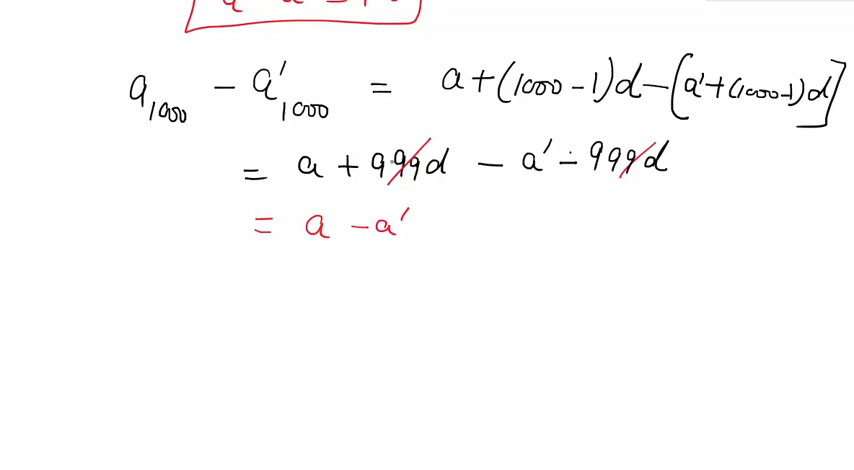 a₁₀₀₀ - a'₁₀₀₀ = a+(1000-1)d-[a'+(1000-1)d]
= a + 999d - a' - 999d
= a - a'